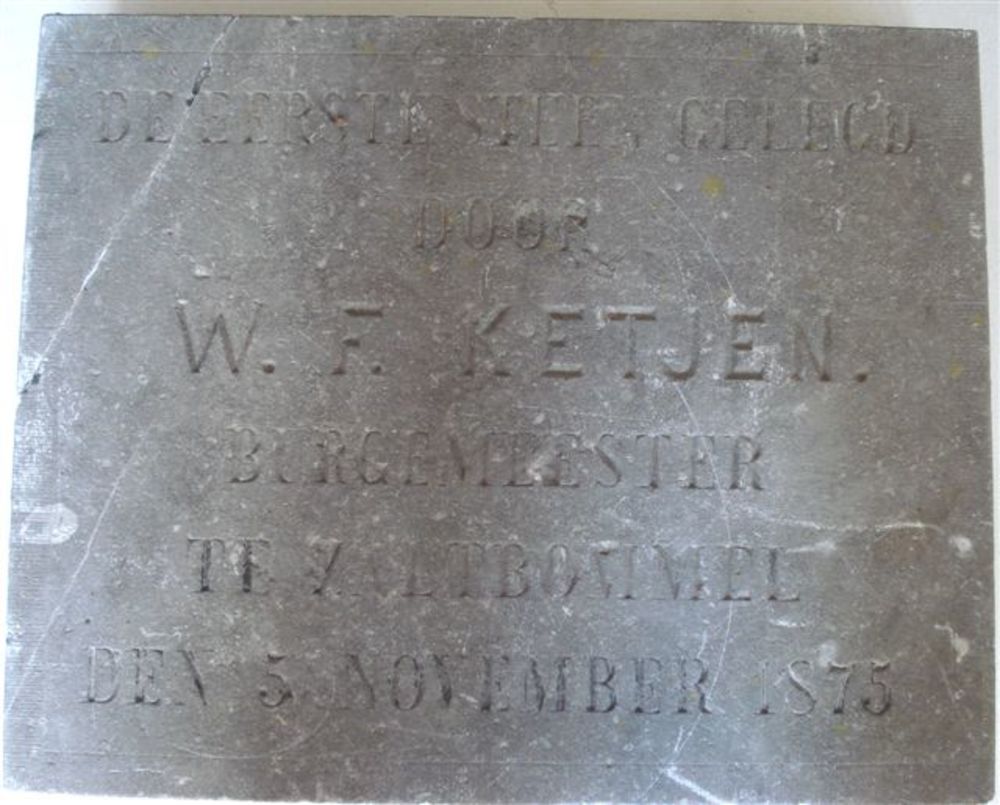 DE EERSTE STEEN GELEGD
DOOR
W. F. KETJEN.
BURGEMEESTER
TE ZALTBOMMEL
DEN 5 NOVEMBER 1875